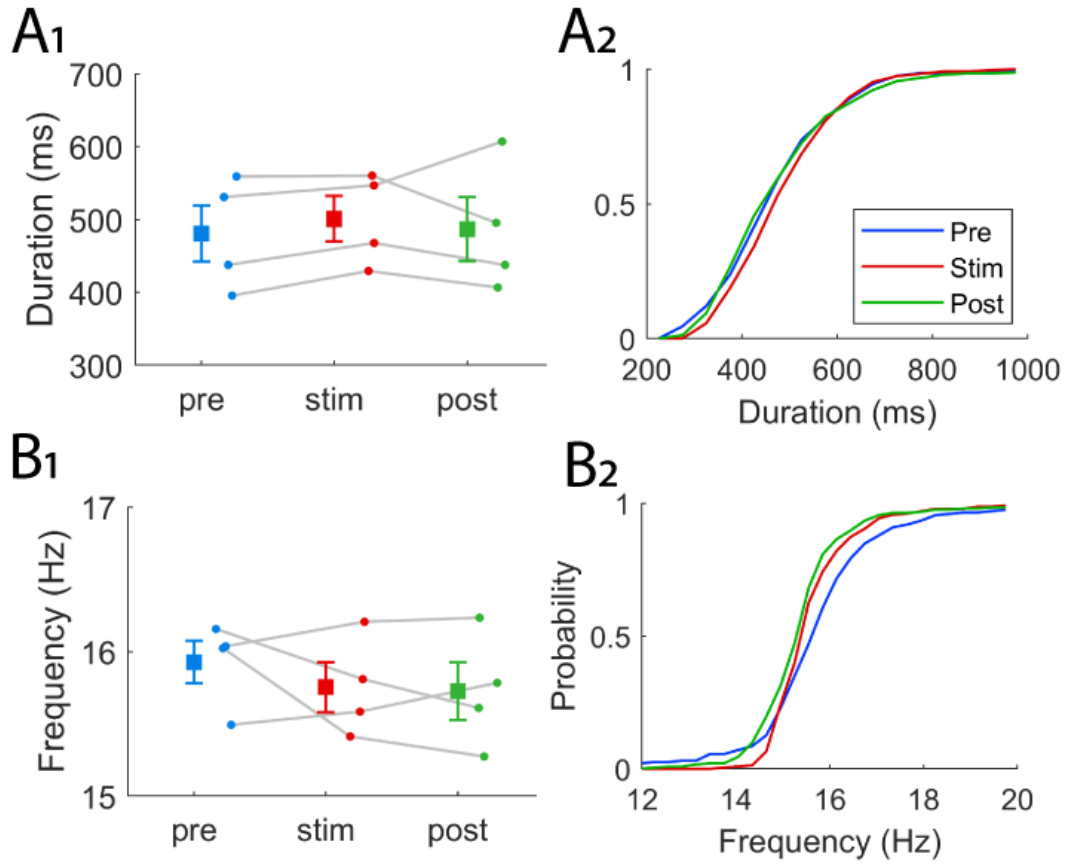 A1
700
600
500
400
300
Duration (ms)
pre stim post
A2
1
0.5
0
Pre
Stim
Post
200 400 600 800 1000
Duration (ms)
B1
17
16
15
Frequency (Hz)
pre stim post
B2
1
0.5
0
Probability
12 14 16 18 20
Frequency (Hz)